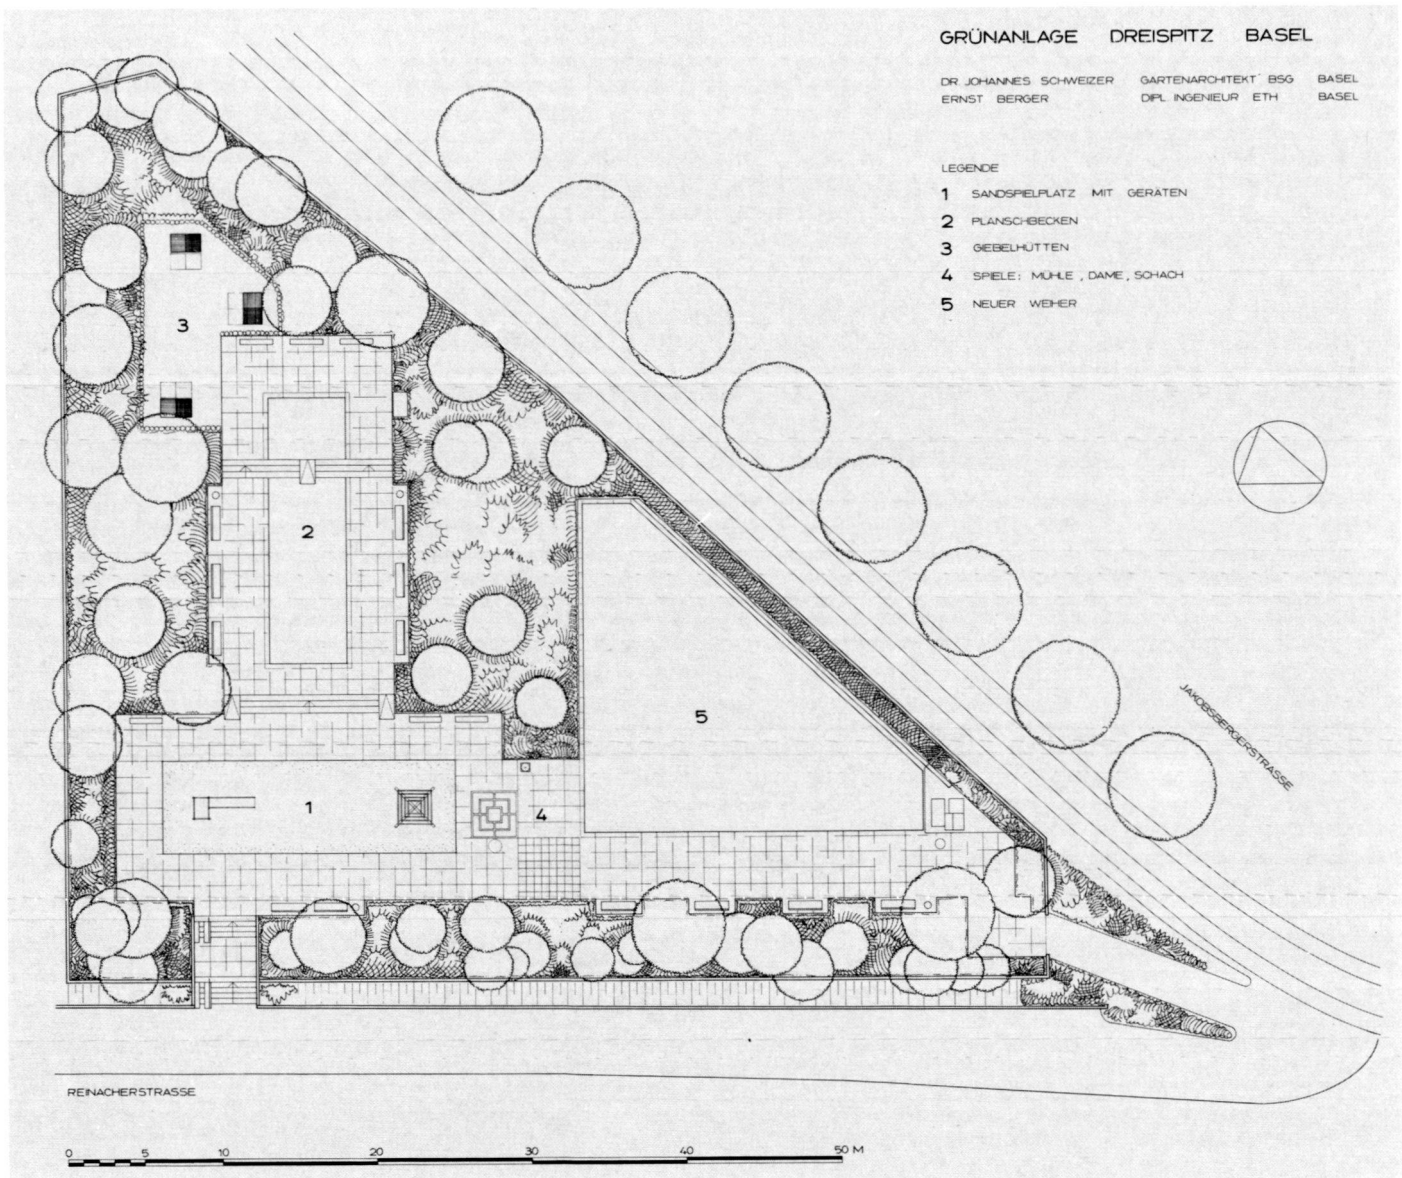 GRÜNANLAGE DREISPITZ BASEL
DR. JOHANNES SCHWEIZER GARTENARCHITEKT BSG BASEL
ERNST BERGER DIPL. INGENIEUR ETH BASEL
LEGENDE
1 SANDSPIELPLATZ MIT GERÄTEN
2 PLANSCHBECKEN
3 GIEBELHÜTTEN
4 SPIELE: MÜHLE, DAME, SCHACH
5 NEUER WEIHER
3
2
5
1
4
JAKOBSBERGERSTRASSE
REINACHERSTRASSE
0 5 10 20 30 40 50 M